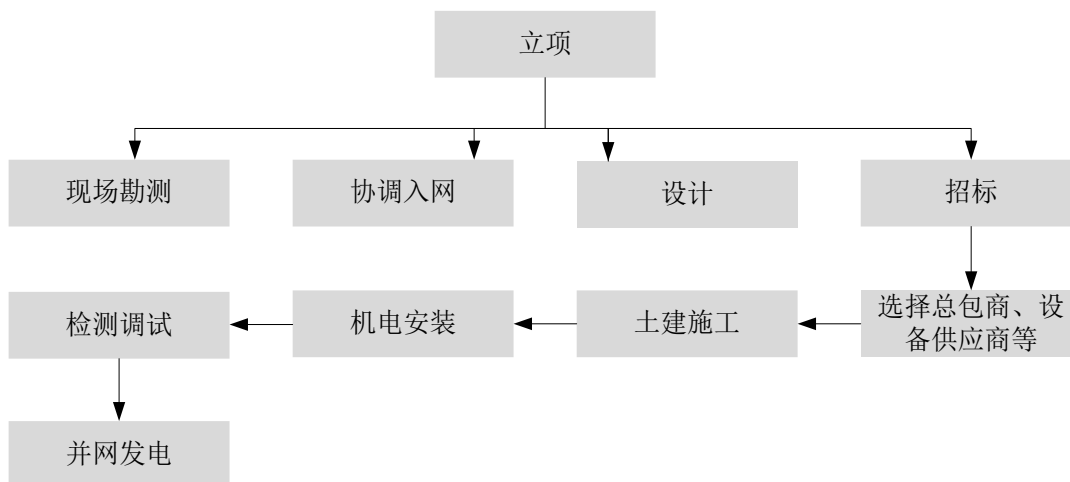 立项
现场勘测
协调入网
设计
招标
检测调试
机电安装
土建施工
选择总包商、设
备供应商等
并网发电